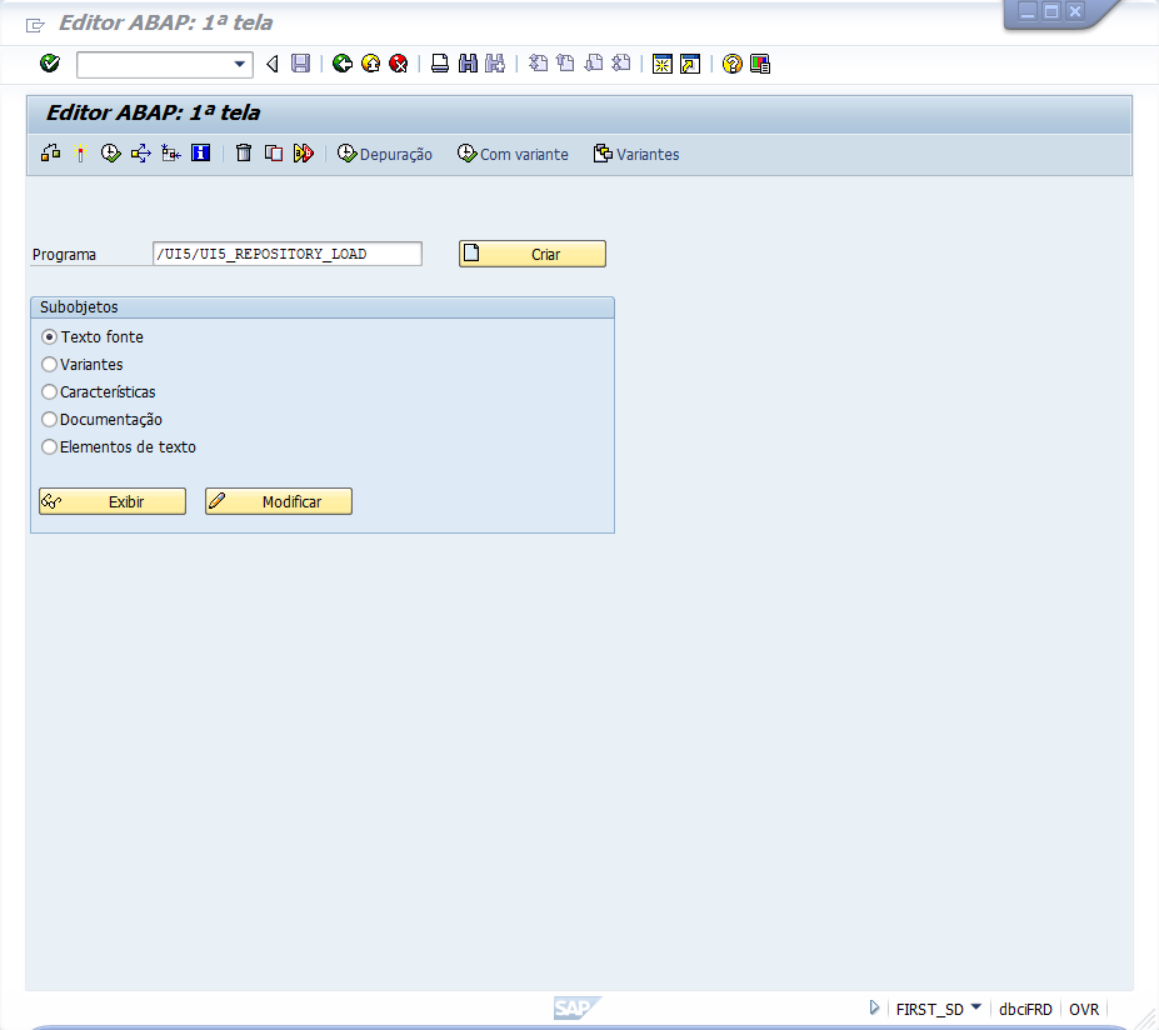 Editor ABAP: 1ª tela
Editor ABAP: 1ª tela
Depuração Com variante Variantes
Programa /UI5/UI5_REPOSITORY_LOAD Criar
Subobjetos
Texto fonte
Variantes
Características
Documentação
Elementos de texto
Exibir Modificar
SAP FIRST_SD dbciFRD OVR